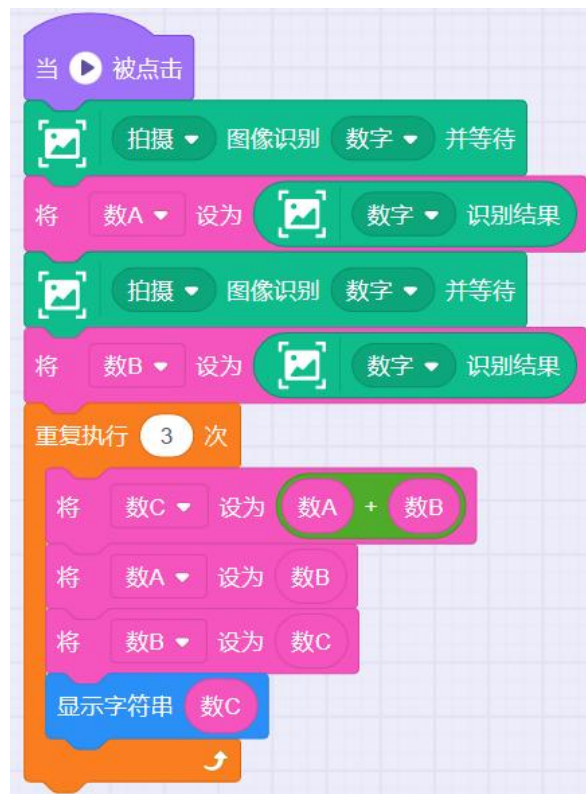 当 被点击
拍摄 图像识别 数字 并等待
将 数A 设为 数字 识别结果
拍摄 图像识别 数字 并等待
将 数B 设为 数字 识别结果
重复执行 3 次
将 数C 设为 数A + 数B
将 数A 设为 数B
将 数B 设为 数C
显示字符串 数C